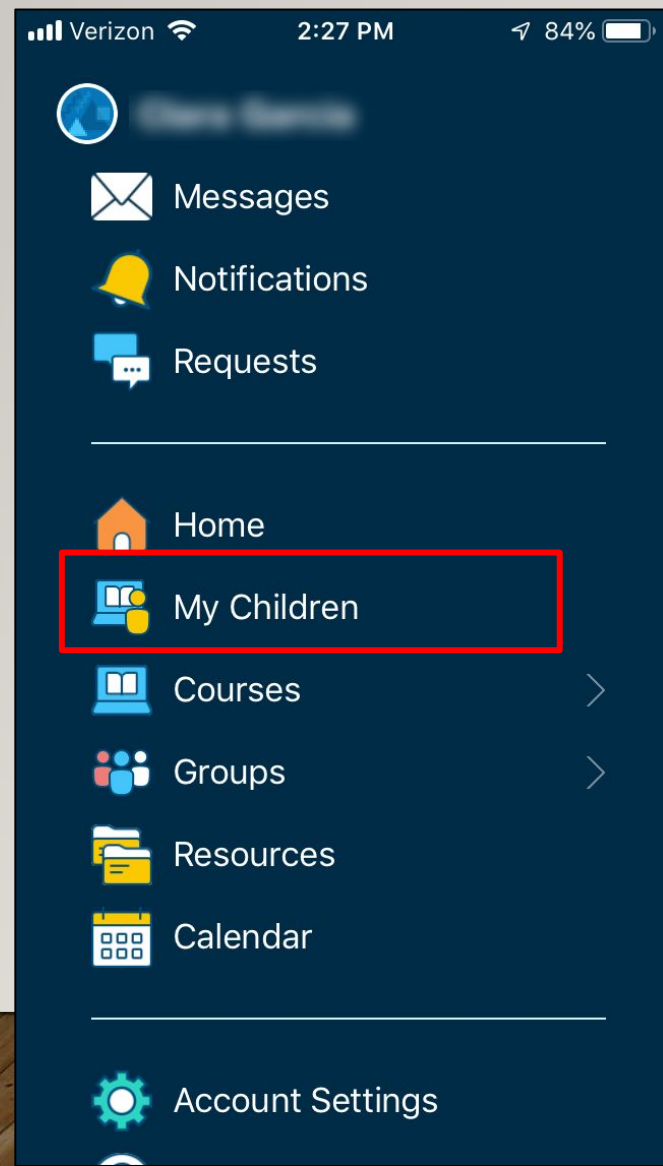 Verizon 2:27 PM 84%
Messages
Notifications
Requests
Home
My Children
Courses
Groups
Resources
Calendar
Account Settings